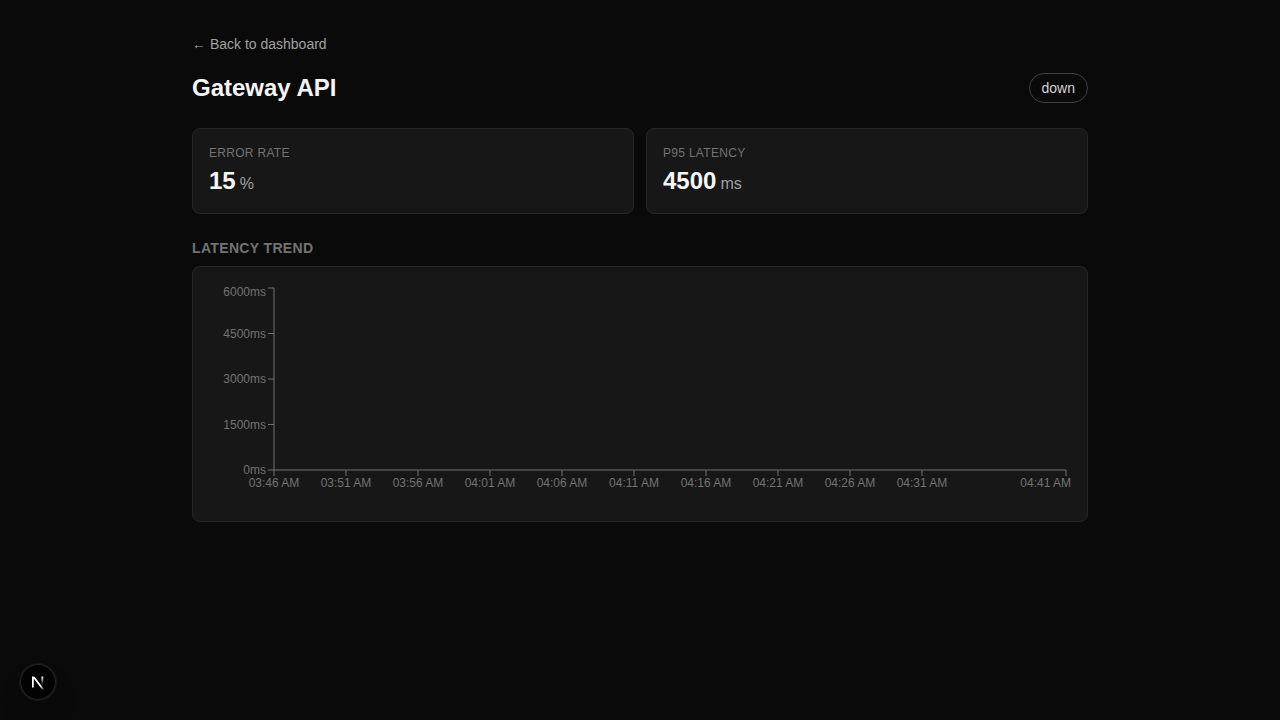 ← Back to dashboard
Gateway API
down
ERROR RATE
15 %
P95 LATENCY
4500 ms
LATENCY TREND
6000ms
4500ms
3000ms
1500ms
0ms
03:46 AM 03:51 AM 03:56 AM 04:01 AM 04:06 AM 04:11 AM 04:16 AM 04:21 AM 04:26 AM 04:31 AM 04:41 AM
N